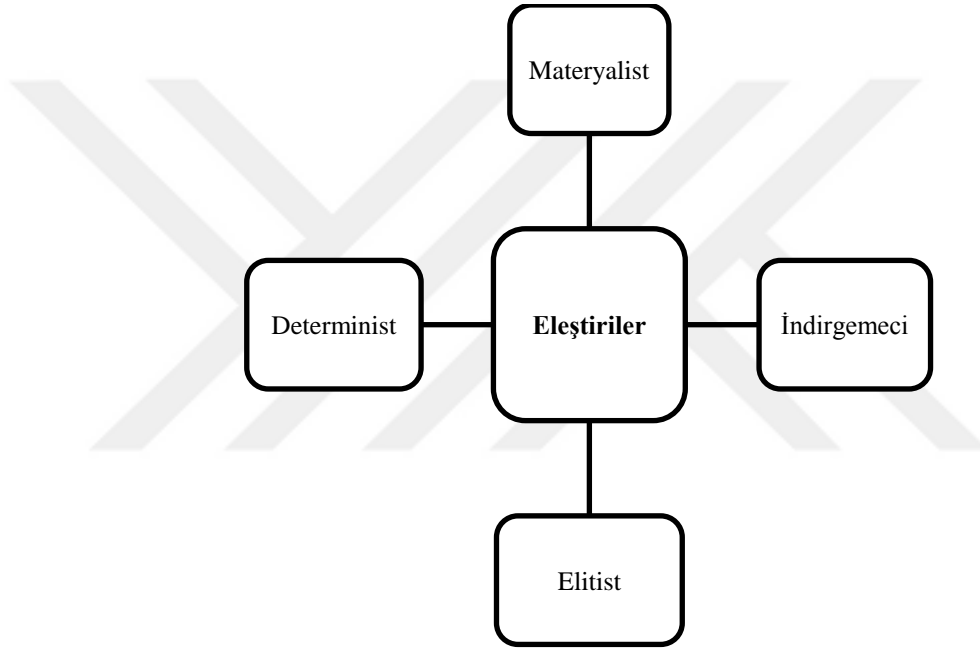 Materyalist
Determinist
Eleştiriler
İndirgemeci
Elitist